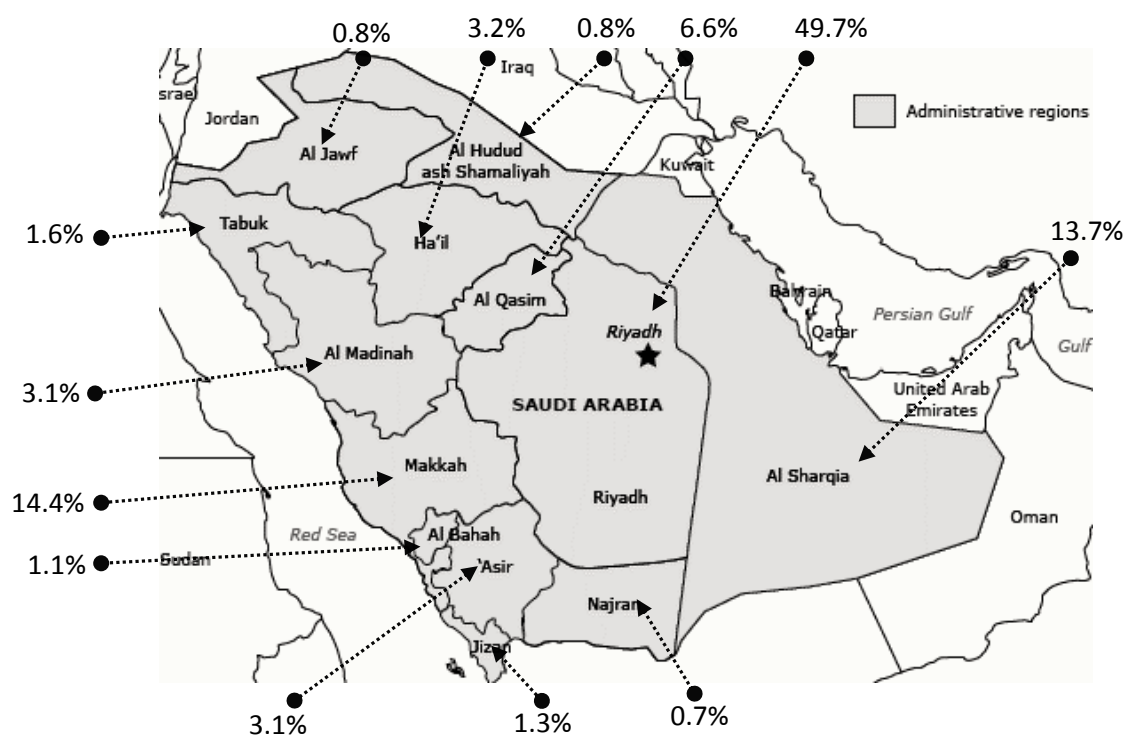 0.8%
3.2%
0.8%
6.6%
49.7%
Iraq
srael
Jordan
Administrative regions
Al Jawf
Al Hudud
ash Shamaliyah
Kuwait
1.6%
Tabuk
Ha'il
13.7%
Al Qasim
Bahrain
Persian Gulf
Riyadh
Qatar
Gulf
Al Madinah
3.1%
United Arab
Emirates
SAUDI ARABIA
Makkah
Al Sharqia
14.4%
Riyadh
Oman
Red Sea
Al Bahah
1.1%
Sudan
'Asir
Najran
Jizan
3.1%
1.3%
0.7%